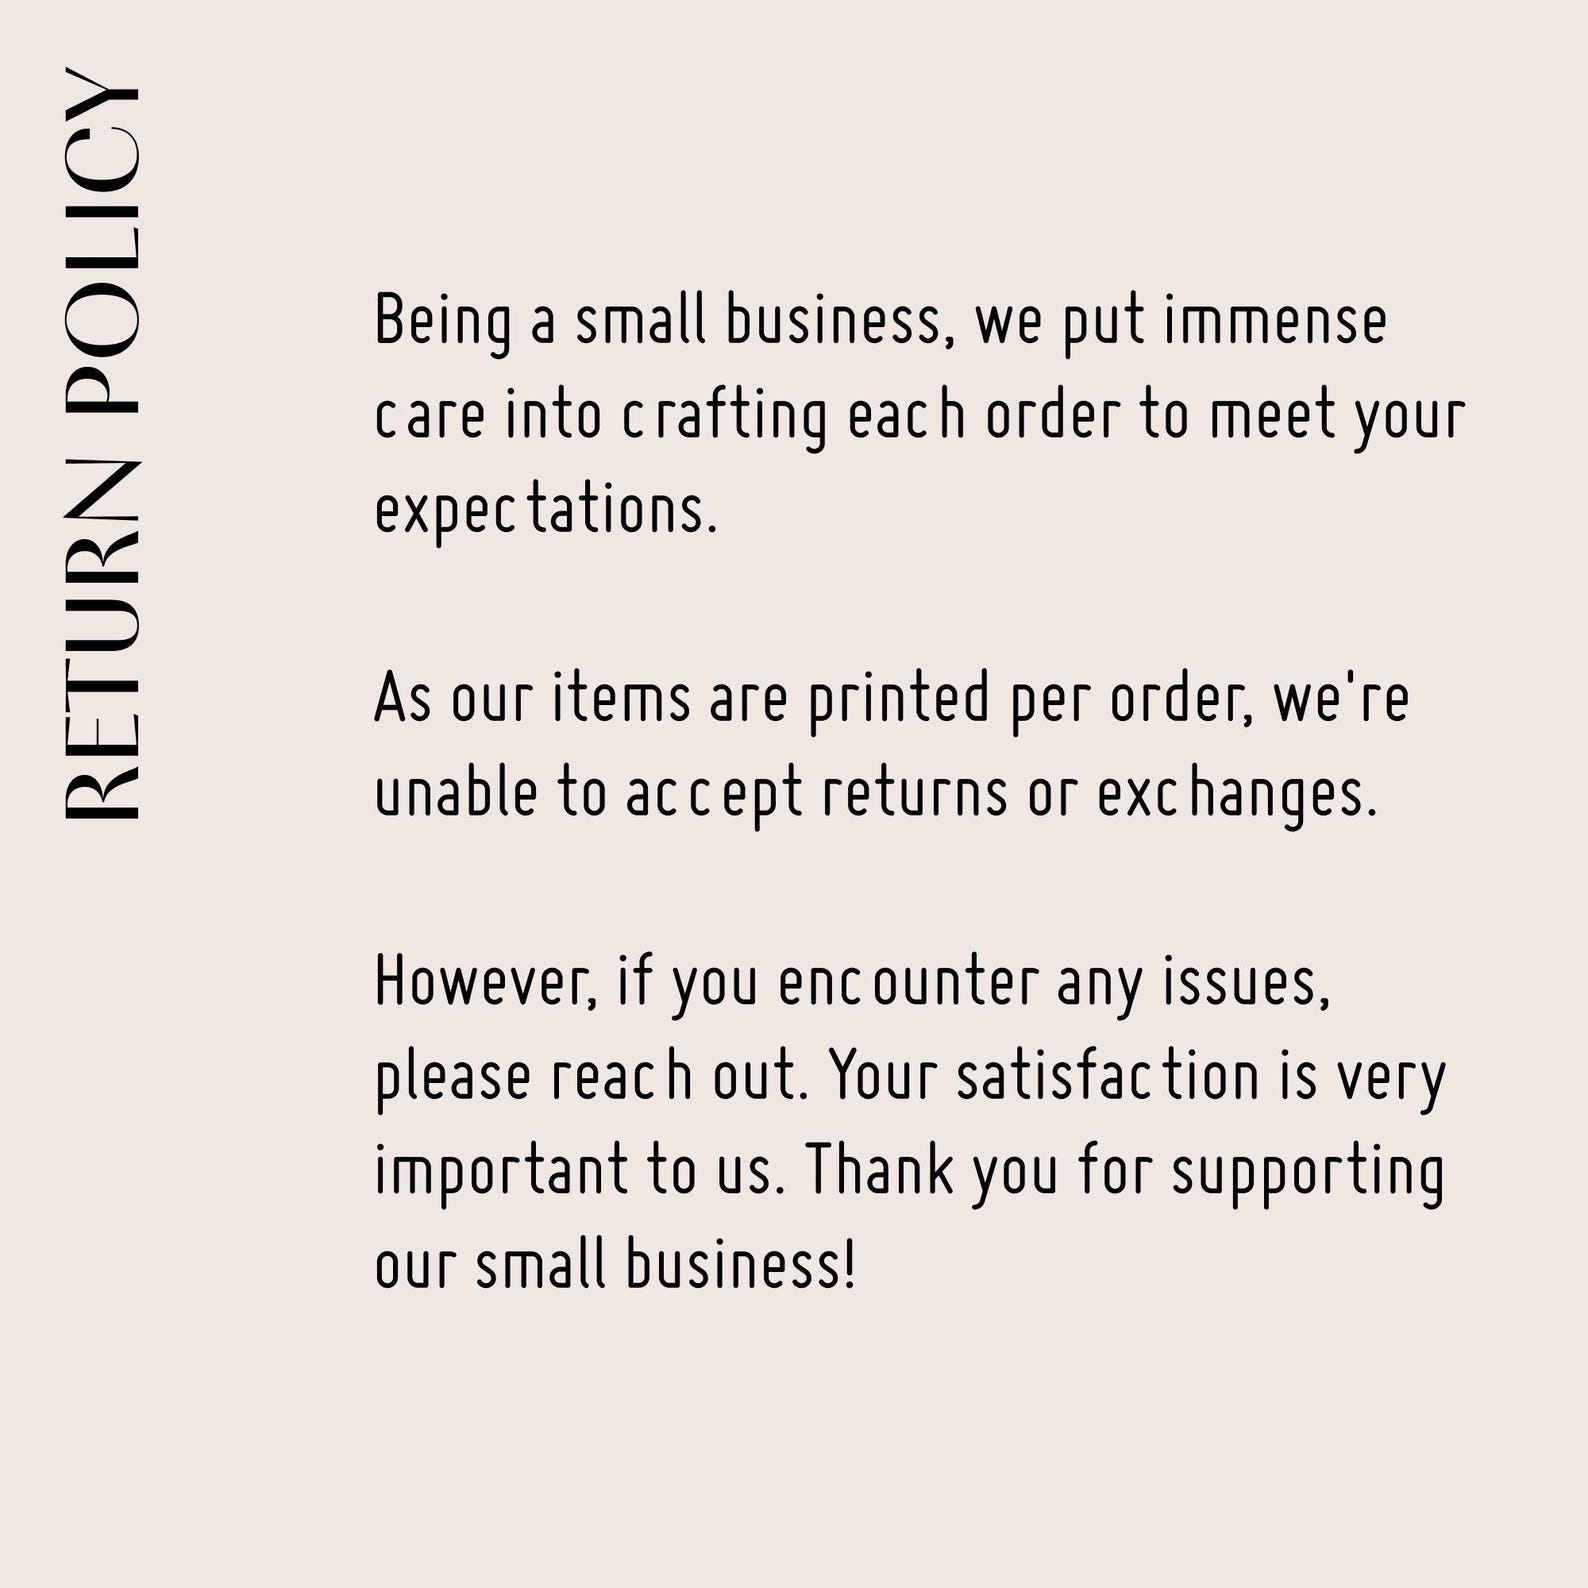 RETURN POLICY
Being a small business, we put immense
care into crafting each order to meet your
expectations.
As our items are printed per order, we're
unable to accept returns or exchanges.
However, if you encounter any issues,
please reach out. Your satisfaction is very
important to us. Thank you for supporting
our small business!